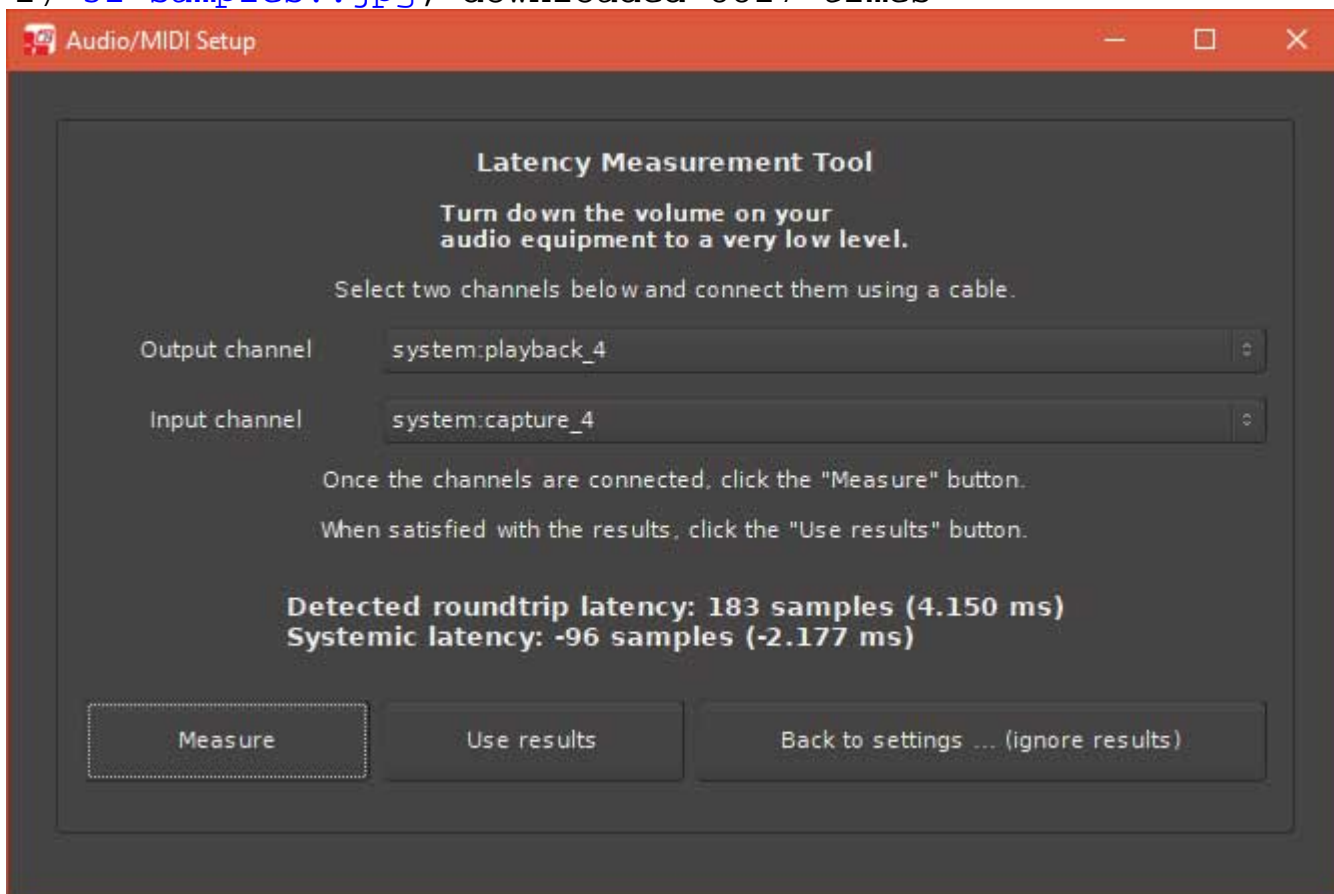 Audio/MIDI Setup
Latency Measurement Tool
Turn down the volume on your
audio equipment to a very low level.
Select two channels below and connect them using a cable.
Output channel system:playback_4
Input channel system:capture_4
Once the channels are connected, click the "Measure" button.
When satisfied with the results, click the "Use results" button.
Detected roundtrip latency: 183 samples (4.150 ms)
Systemic latency: -96 samples (-2.177 ms)
Measure Use results Back to settings ... (ignore results)